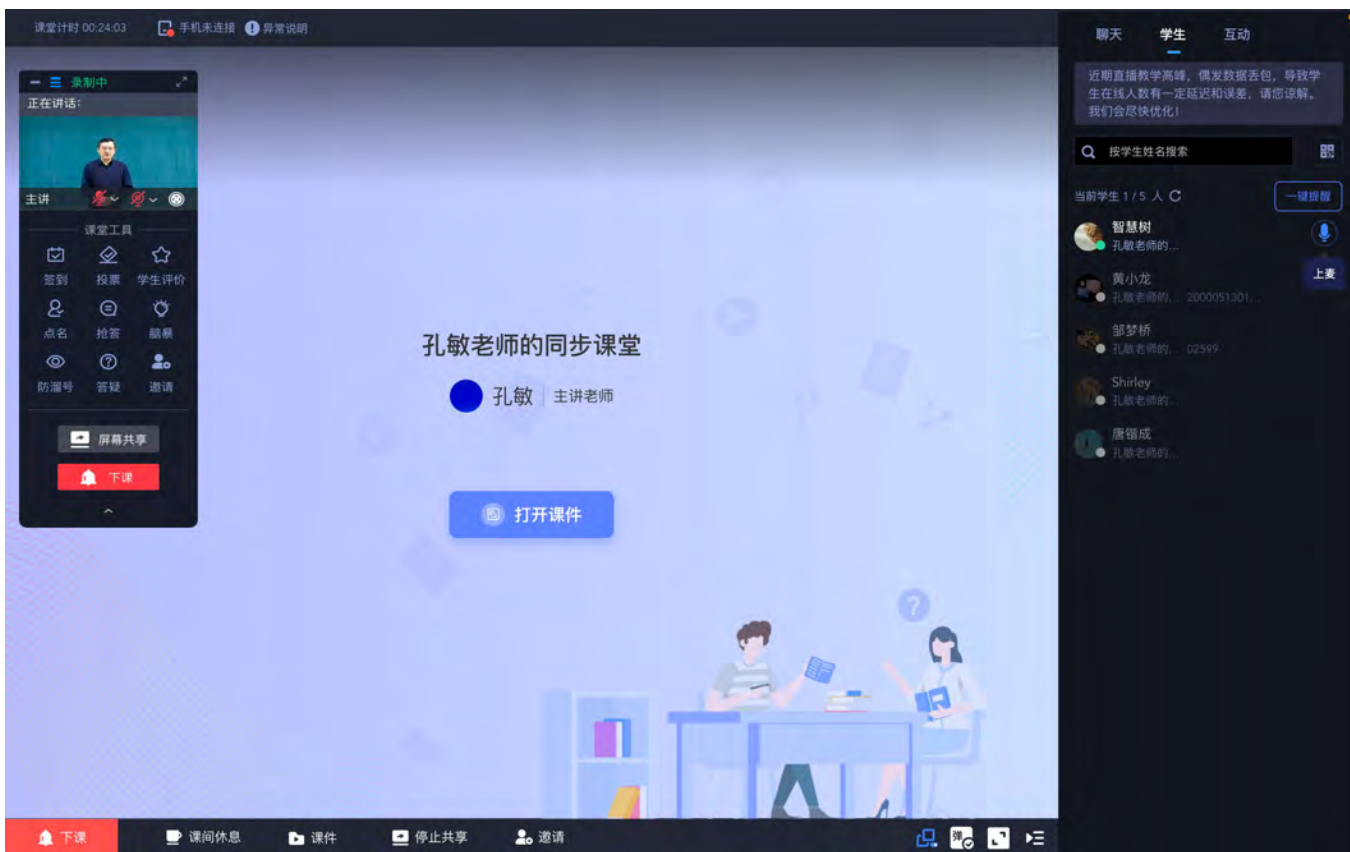 课堂计时 00:24:03 手机未连接 异常说明
录制中
正在讲话:
主讲
课堂工具
签到 投票 学生评价
点名 抢答 脑暴
防溜号 答疑 邀请
屏幕共享
下课
孔敏老师的同步课堂
孔敏 主讲老师
打开课件
?
下课 课间休息 课件 停止共享 邀请 弹
聊天 学生 互动
近期直播教学高峰，偶发数据丢包，导致学
生在线人数有一定延迟和误差，请您谅解。
我们会尽快优化！
按学生姓名搜索
当前学生 1 / 5 人 一键提醒
智慧树
孔敏老师的...
上麦
黄小龙
孔敏老师的... 2000051301...
邹梦桥
孔敏老师的... 02599
Shirley
孔敏老师的...
唐锱成
孔敏老师的...